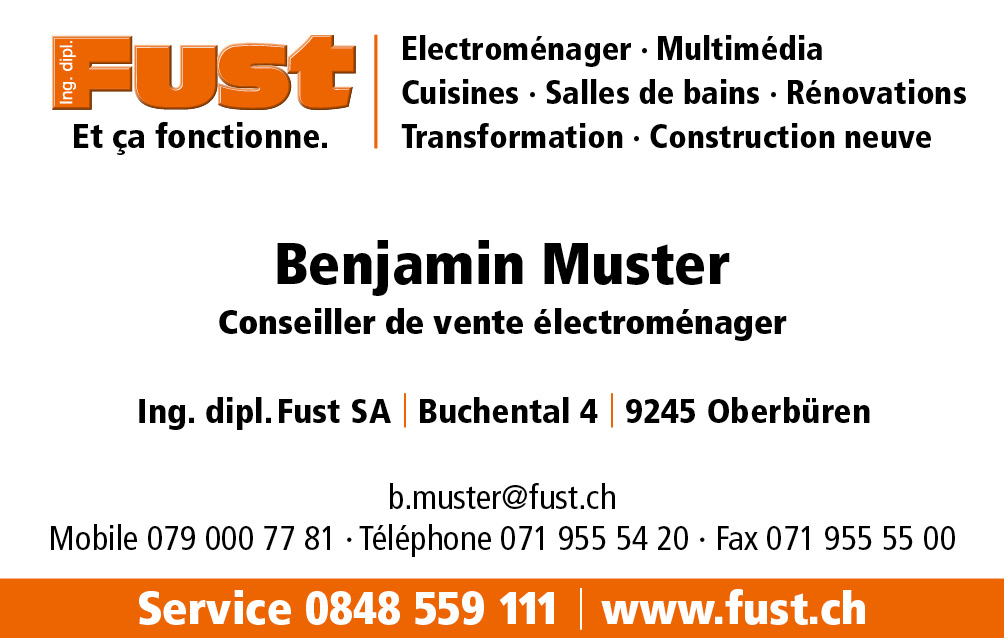 Ing. dipl. Fust
Et ça fonctionne.
Electroménager · Multimédia
Cuisines · Salles de bains · Rénovations
Transformation · Construction neuve
Benjamin Muster
Conseiller de vente électroménager
Ing. dipl. Fust SA | Buchental 4 | 9245 Oberbüren
b.muster@fust.ch
Mobile 079 000 77 81 · Téléphone 071 955 54 20 · Fax 071 955 55 00
Service 0848 559 111 | www.fust.ch